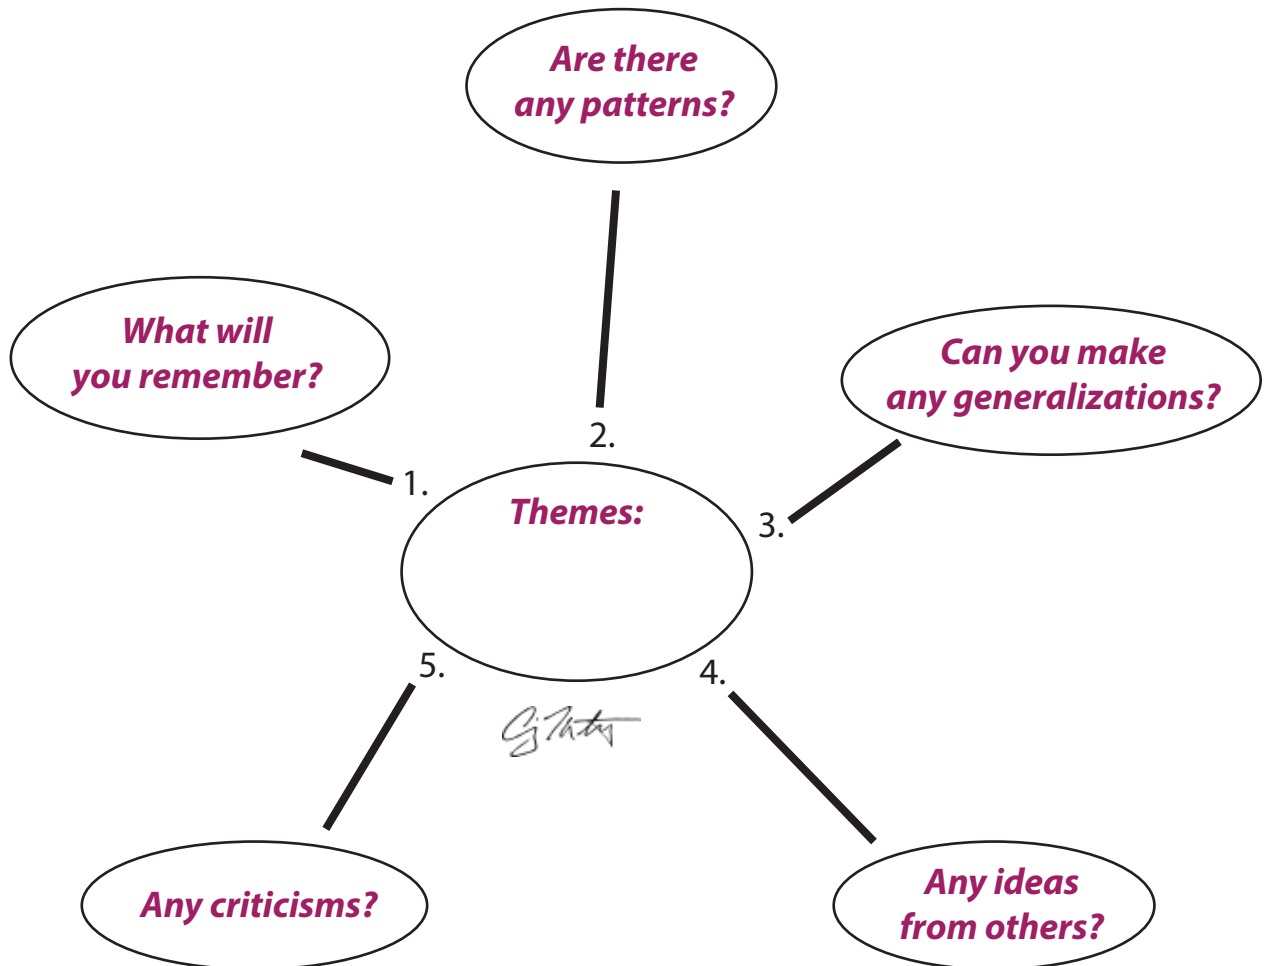 Are there
any patterns?
What will
you remember?
Can you make
any generalizations?
2.
1.
Themes:
3.
5.
4.
Any criticisms?
Any ideas
from others?